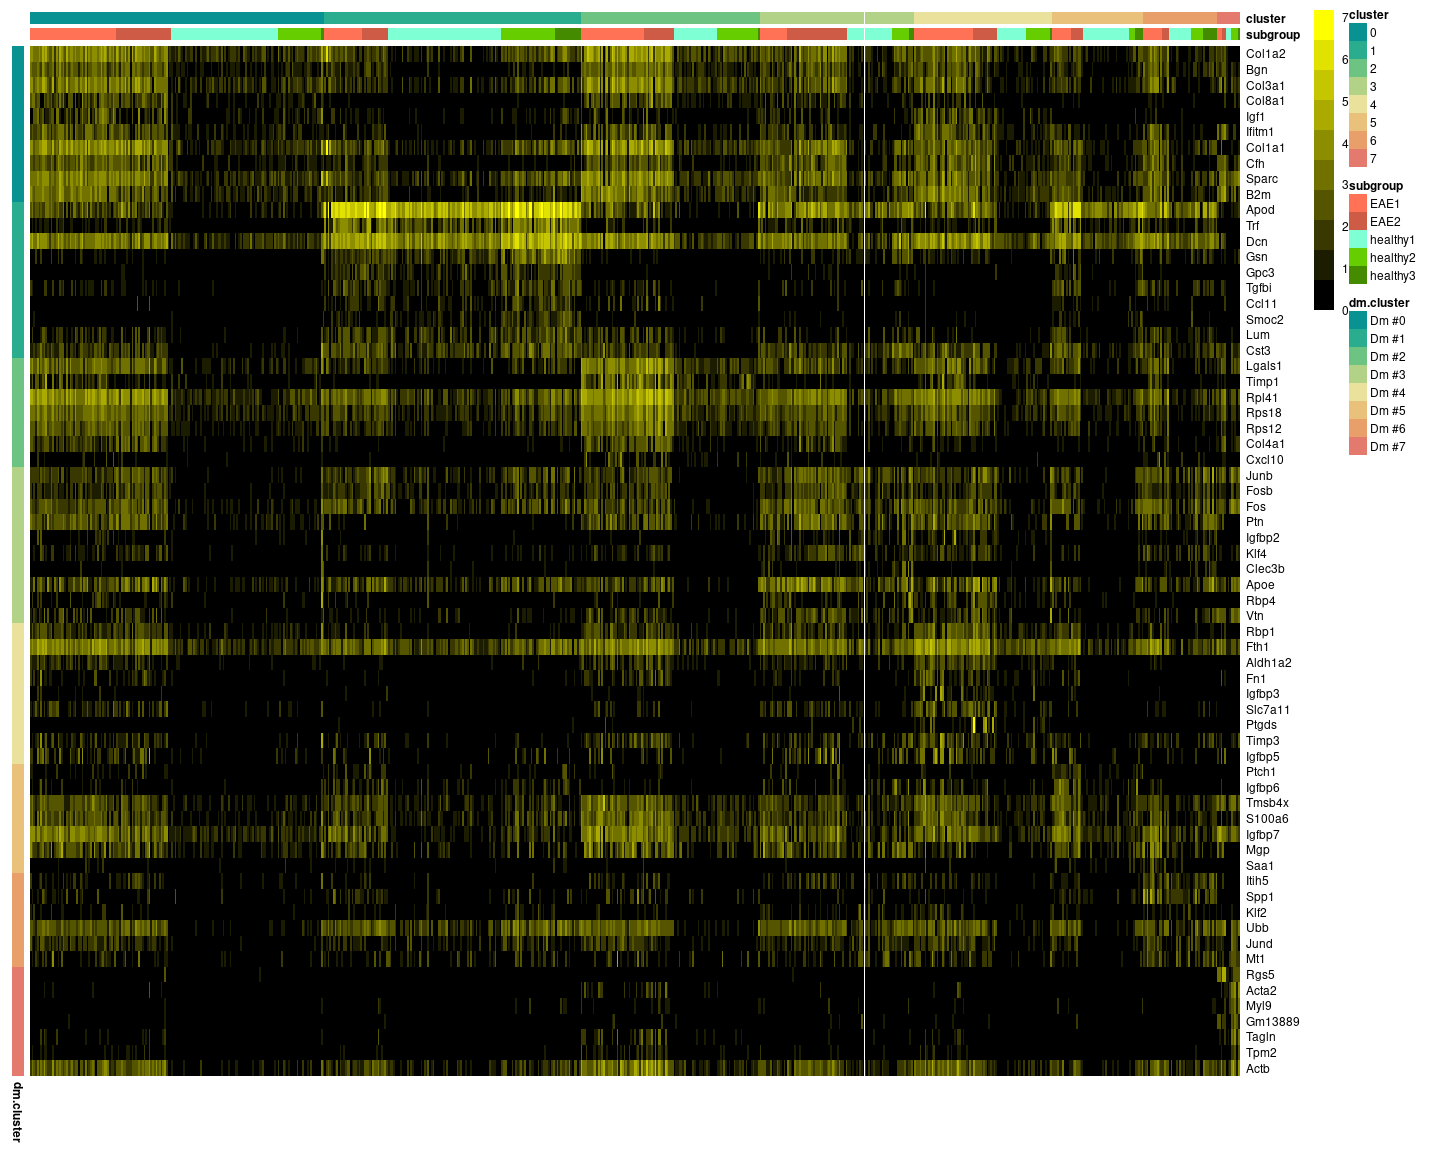 cluster
subgroup
Col1a2
Bgn
Col3a1
Col8a1
Igf1
Ifitm1
Col1a1
Cfh
Sparc
B2m
Apod
Trf
Dcn
Gsn
Gpc3
Tgfbi
Ccl11
Smoc2
Lum
Cst3
Lgals1
Timp1
Rpl41
Rps18
Rps12
Col4a1
Cxcl10
Junb
Fosb
Fos
Ptn
Igfbp2
Klf4
Clec3b
Apoe
Rbp4
Vtn
Rbp1
Fth1
Aldh1a2
Fn1
Igfbp3
Slc7a11
Ptgds
Timp3
Igfbp5
Ptch1
Igfbp6
Tmsb4x
S100a6
Igfbp7
Mgp
Saa1
Itih5
Spp1
Klf2
Ubb
Jund
Mt1
Rgs5
Acta2
Myl9
Gm13889
Tagln
Tpm2
Actb
dm.cluster
7
6
5
4
3
2
1
0
cluster
0
1
2
3
4
5
6
7
subgroup
EAE1
EAE2
healthy1
healthy2
healthy3
dm.cluster
Dm #0
Dm #1
Dm #2
Dm #3
Dm #4
Dm #5
Dm #6
Dm #7